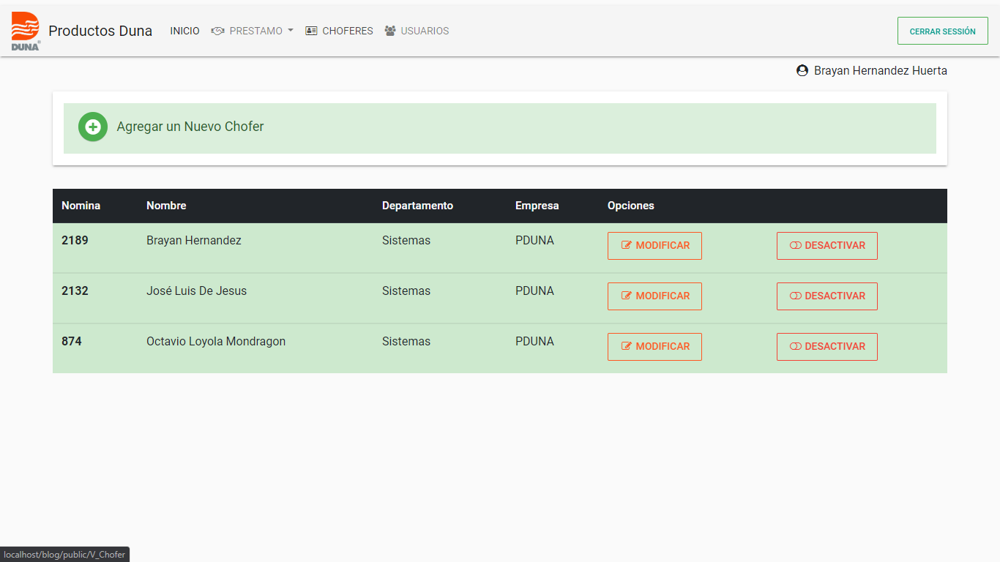 DUNA
Productos Duna INICIO PRESTAMO CHOFERES USUARIOS CERRAR SESSIÓN
Brayan Hernandez Huerta
Agregar un Nuevo Chofer
Nomina Nombre Departamento Empresa Opciones
2189 Brayan Hernandez Sistemas PDUNA MODIFICAR DESACTIVAR
2132 José Luis De Jesus Sistemas PDUNA MODIFICAR DESACTIVAR
874 Octavio Loyola Mondragon Sistemas PDUNA MODIFICAR DESACTIVAR
localhost/blog/public/V_Chofer